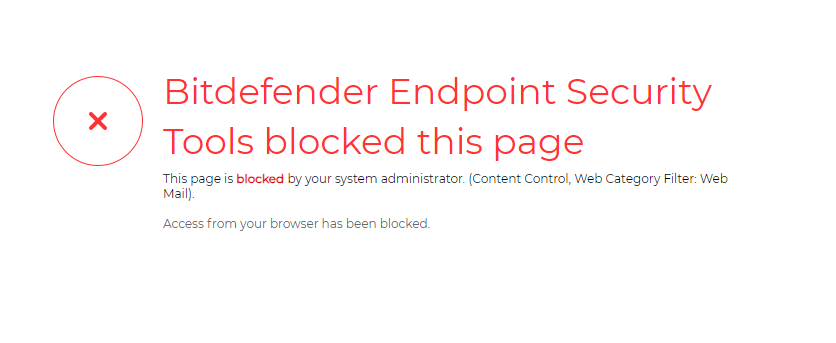 Bitdefender Endpoint Security
Tools blocked this page
This page is blocked by your system administrator. (Content Control, Web Category Filter: Web
Mail).
Access from your browser has been blocked.